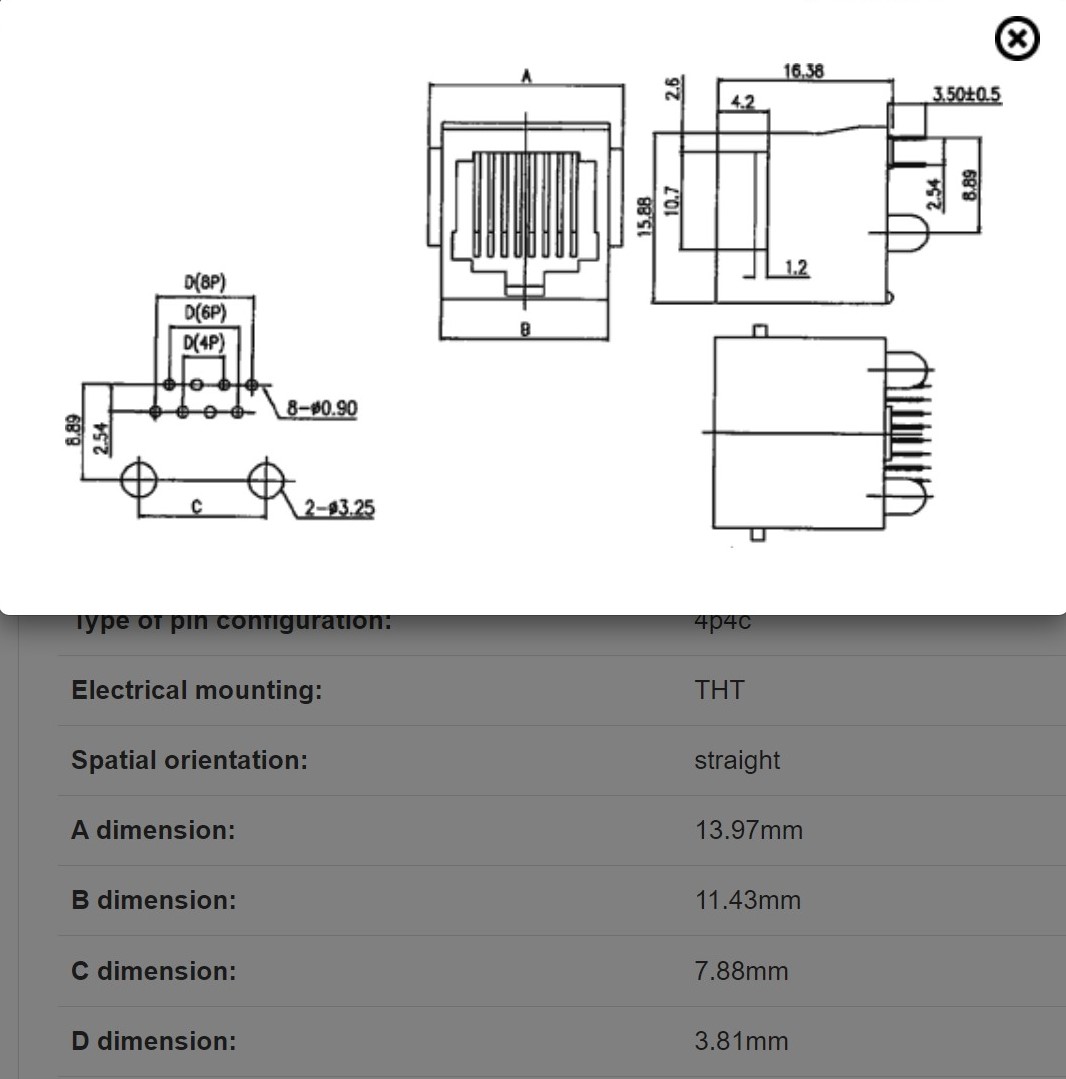 A
16.38
2.6
4.2
3.50±0.5
15.88
10.7
2.54
8.89
1.2
B
D(8P)
D(6P)
D(4P)
8-ø0.90
8.89
2.54
C
2-ø3.25
Type of pin configuration: 4p4c
Electrical mounting: THT
Spatial orientation: straight
A dimension: 13.97mm
B dimension: 11.43mm
C dimension: 7.88mm
D dimension: 3.81mm